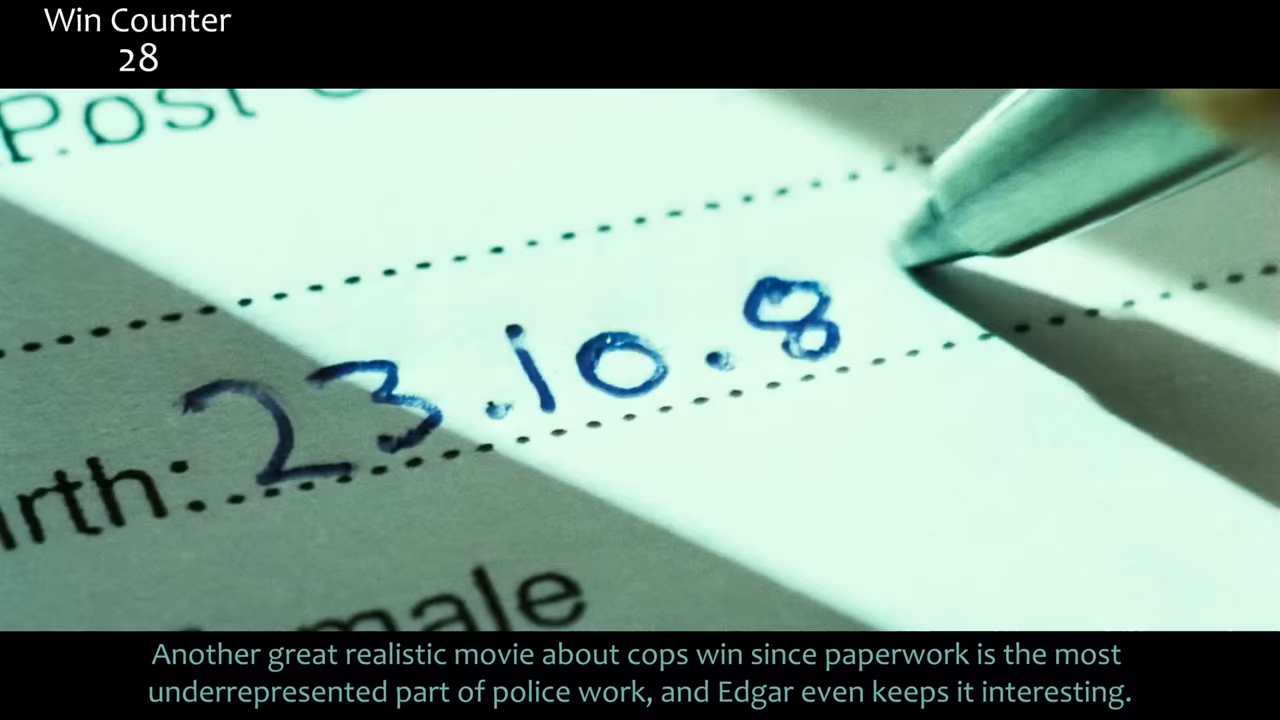 Win Counter
28
Post
23.10.8
rth:
male
Another great realistic movie about cops win since paperwork is the most
underrepresented part of police work, and Edgar even keeps it interesting.